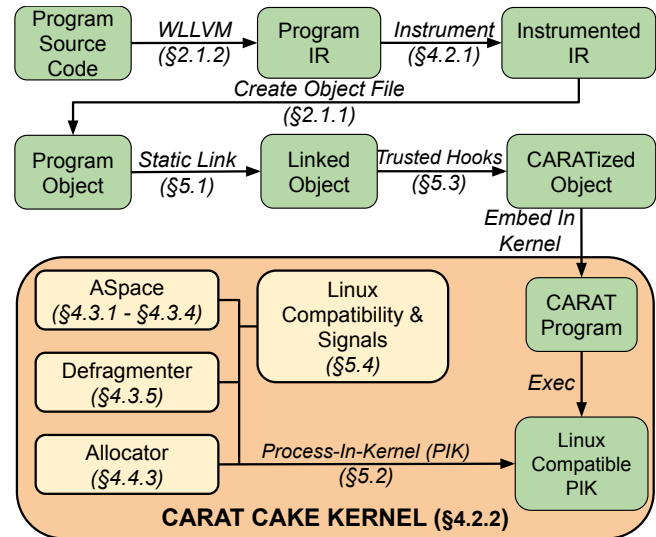 Program
Source
Code
WLLVM
(§2.1.2)
Program
IR
Instrument
(§4.2.1)
Instrumented
IR
Create Object File
(§2.1.1)
Program
Object
Static Link
(§5.1)
Linked
Object
Trusted Hooks
(§5.3)
CARATized
Object
Embed In
Kernel
ASpace
(§4.3.1 - §4.3.4)
Linux
Compatibility &
Signals
(§5.4)
CARAT
Program
Defragmenter
(§4.3.5)
Exec
Allocator
(§4.4.3)
Process-In-Kernel (PIK)
(§5.2)
Linux
Compatible
PIK
CARAT CAKE KERNEL (§4.2.2)